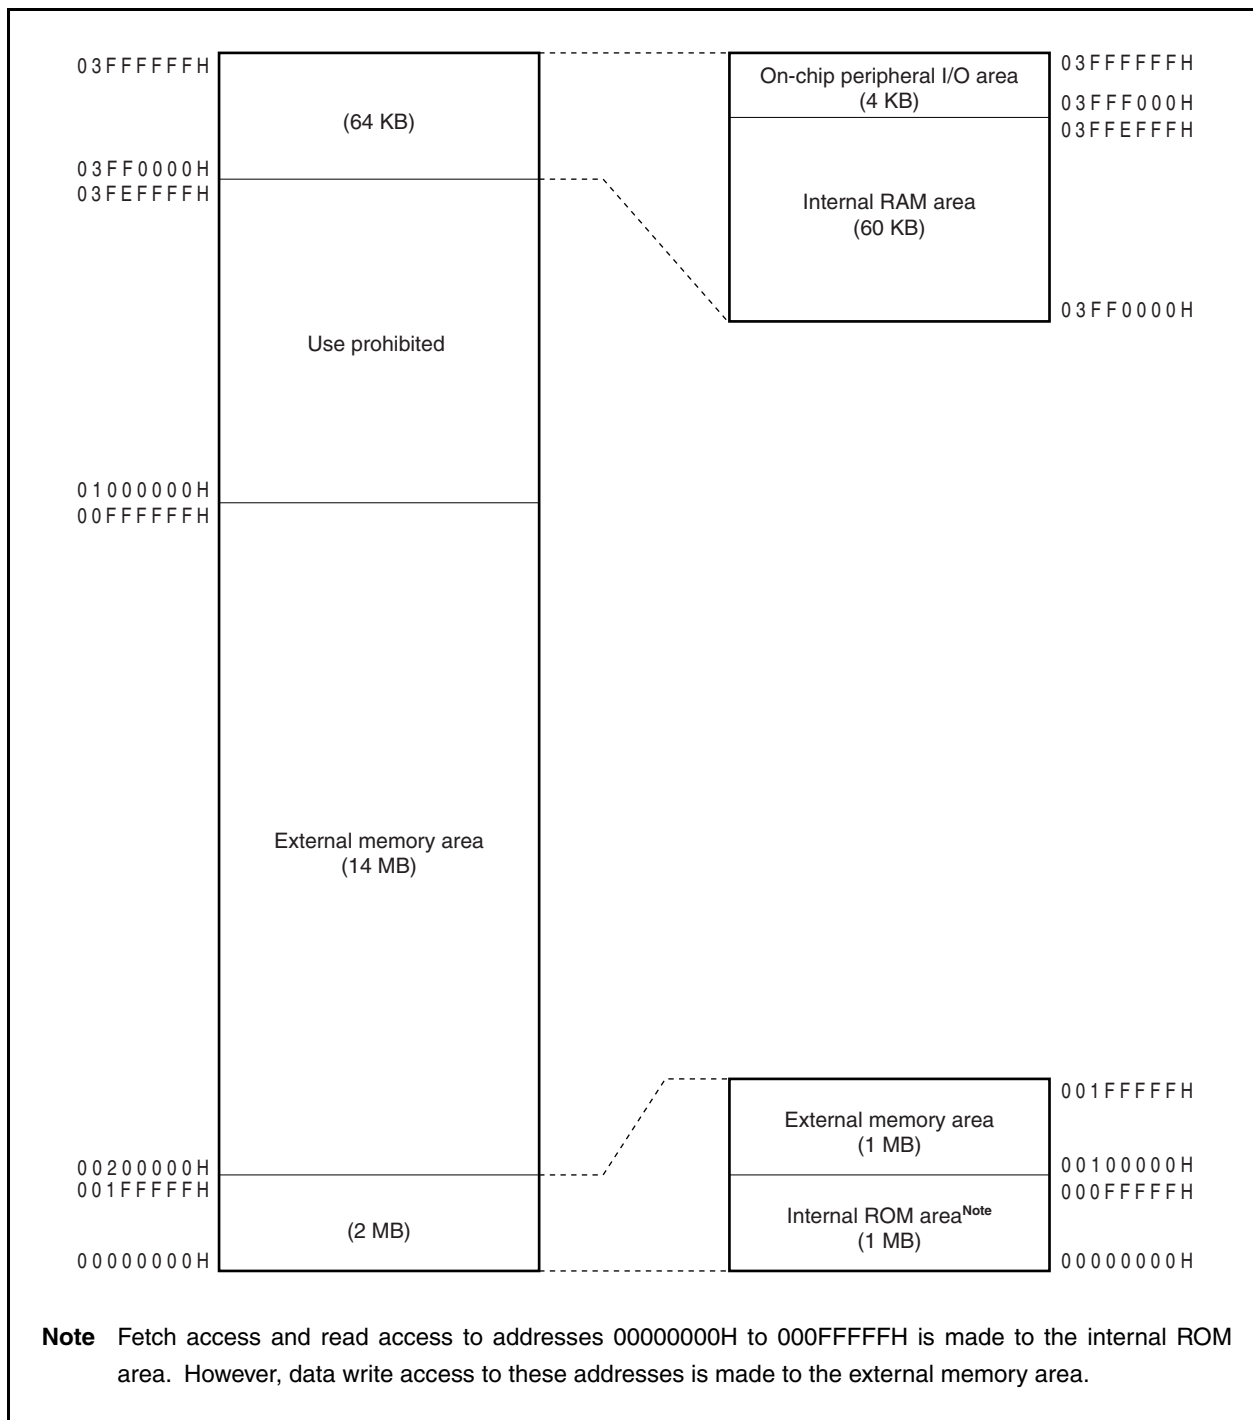 03FFFFFFH
(64 KB)
03FF0000H
03FEFFFFH
Use prohibited
01000000H
00FFFFFFH
External memory area
(14 MB)
00200000H
001FFFFFH
(2 MB)
00000000H
On-chip peripheral I/O area
(4 KB)
03FFFFFFH
03FFF000H
03FFEFFFH
Internal RAM area
(60 KB)
03FF0000H
External memory area
(1 MB)
001FFFFFH
00100000H
000FFFFFH
Internal ROM areaNote
(1 MB)
00000000H
Note Fetch access and read access to addresses 00000000H to 000FFFFFH is made to the internal ROM
area. However, data write access to these addresses is made to the external memory area.